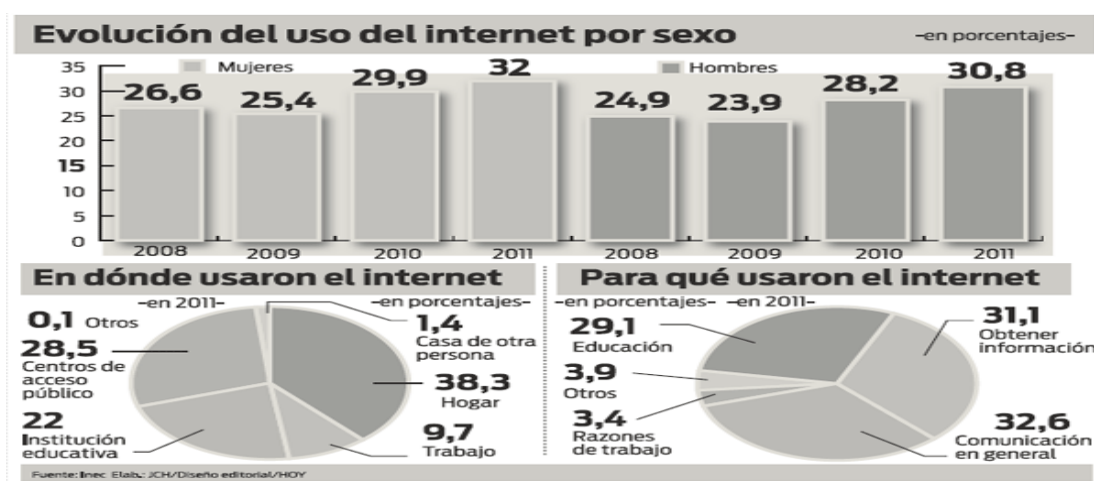 Evolución del uso del internet por sexo
-en porcentajes-
35
30
25
20
15
10
5
0
Mujeres
Hombres
26,6
25,4
29,9
32
24,9
23,9
28,2
30,8
2008
2009
2010
2011
2008
2009
2010
2011
En dónde usaron el internet
-en 2011-
-en porcentajes-
0,1 Otros
28,5
Centros de
acceso
público
22
Institución
educativa
1,4
Casa de otra
persona
38,3
Hogar
9,7
Trabajo
Para qué usaron el internet
-en porcentajes- -en 2011-
29,1
Educación
3,9
Otros
3,4
Razones
de trabajo
31,1
Obtener
información
32,6
Comunicación
en general
Fuente: Inec Elab.: JCH/Diseño editorial/HOY